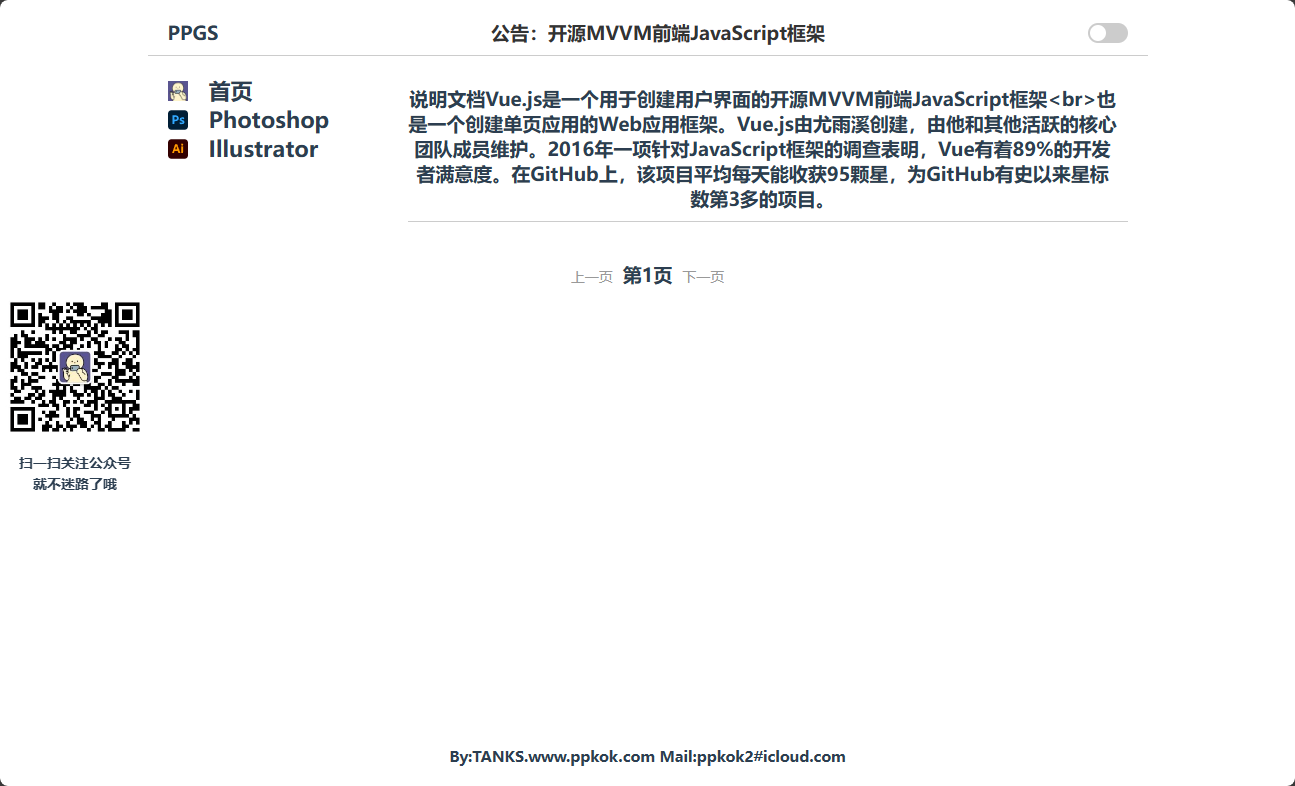 PPGS
公告：开源MVVM前端JavaScript框架
首页
Ps Photoshop
Ai Illustrator
说明文档Vue.js是一个用于创建用户界面的开源MVVM前端JavaScript框架<br>也
是一个创建单页应用的Web应用框架。Vue.js由尤雨溪创建，由他和其他活跃的核心
团队成员维护。2016年一项针对JavaScript框架的调查表明，Vue有着89%的开发
者满意度。在GitHub上，该项目平均每天能收获95颗星，为GitHub有史以来星标
数第3多的项目。
上一页 第1页 下一页
扫一扫关注公众号
就不迷路了哦
By:TANKS.www.ppkok.com Mail:ppkok2#icloud.com